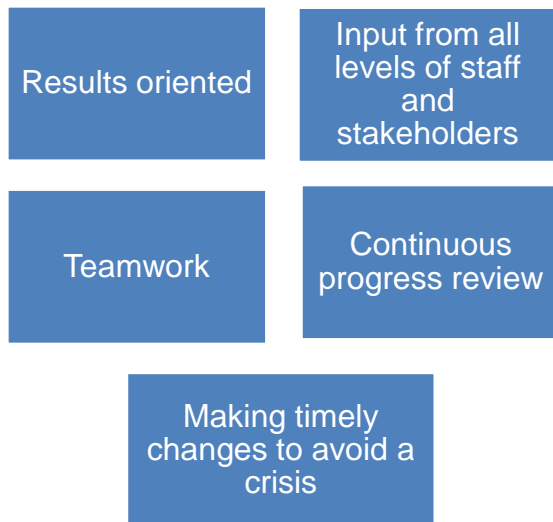 Results oriented
Input from all
levels of staff
and
stakeholders
Teamwork
Continuous
progress review
Making timely
changes to avoid a
crisis